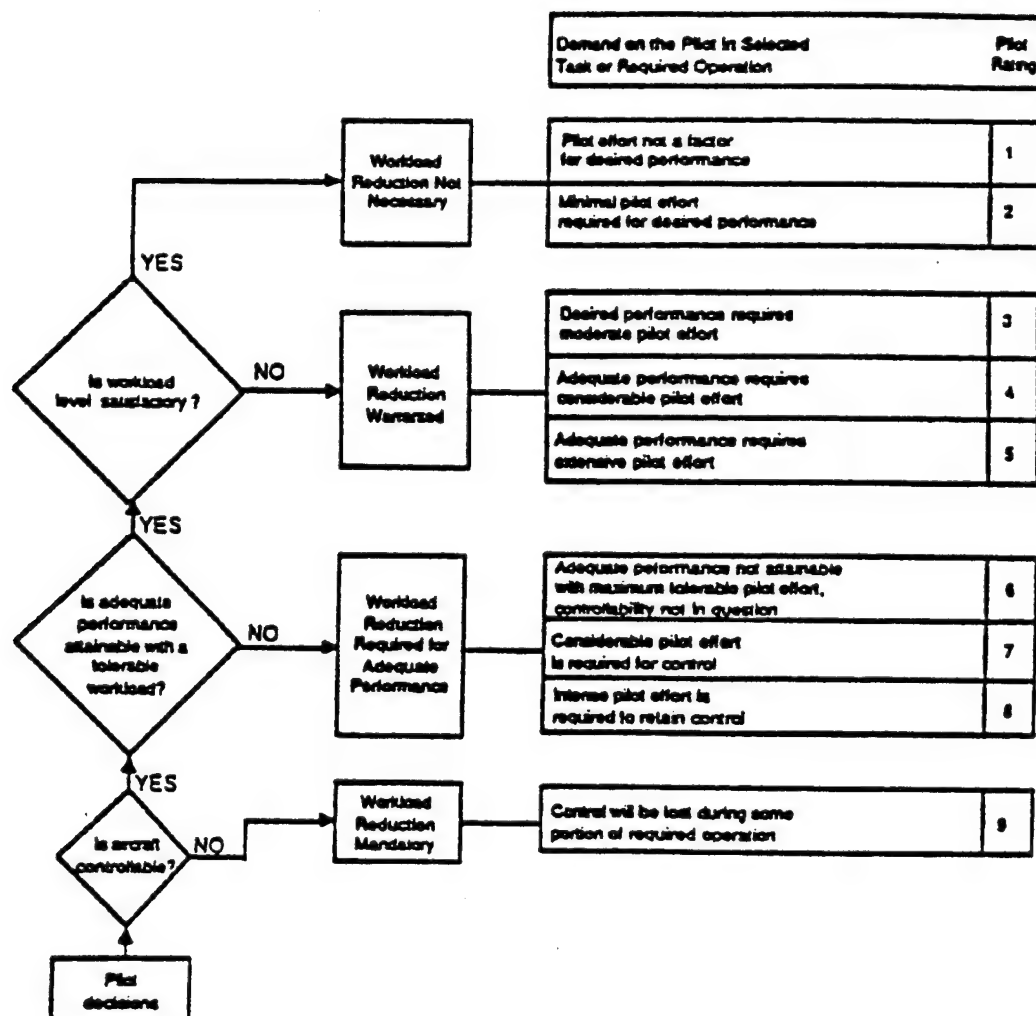 Demand on the Pilot in Selected
Task or Required Operation
Pilot
Rating
Workload
Reduction Not
Necessary
Pilot effort not a factor
for desired performance
1
Minimal pilot effort
required for desired performance
2
YES
Is workload
level satisfactory?
NO
Workload
Reduction
Warranted
Desired performance requires
moderate pilot effort
3
Adequate performance requires
considerable pilot effort
4
Adequate performance requires
extensive pilot effort
5
YES
Is adequate
performance
attainable with a
tolerable
workload?
NO
Workload
Reduction
Required for
Adequate
Performance
Adequate performance not attainable
with maximum tolerable pilot effort,
controllability not in question
6
Considerable pilot effort
is required for control
7
Intense pilot effort is
required to retain control
8
YES
Is aircraft
controllable?
NO
Workload
Reduction
Mandatory
Control will be lost during some
portion of required operation
9
Pilot
decisions